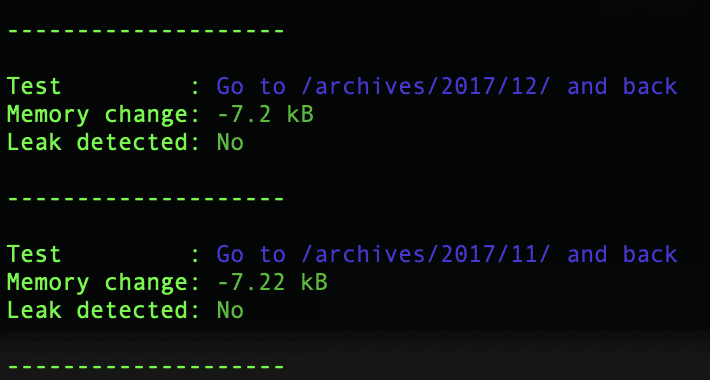 --------------------
Test         : Go to /archives/2017/12/ and back
Memory change: -7.2 kB
Leak detected: No
--------------------
Test         : Go to /archives/2017/11/ and back
Memory change: -7.22 kB
Leak detected: No
--------------------